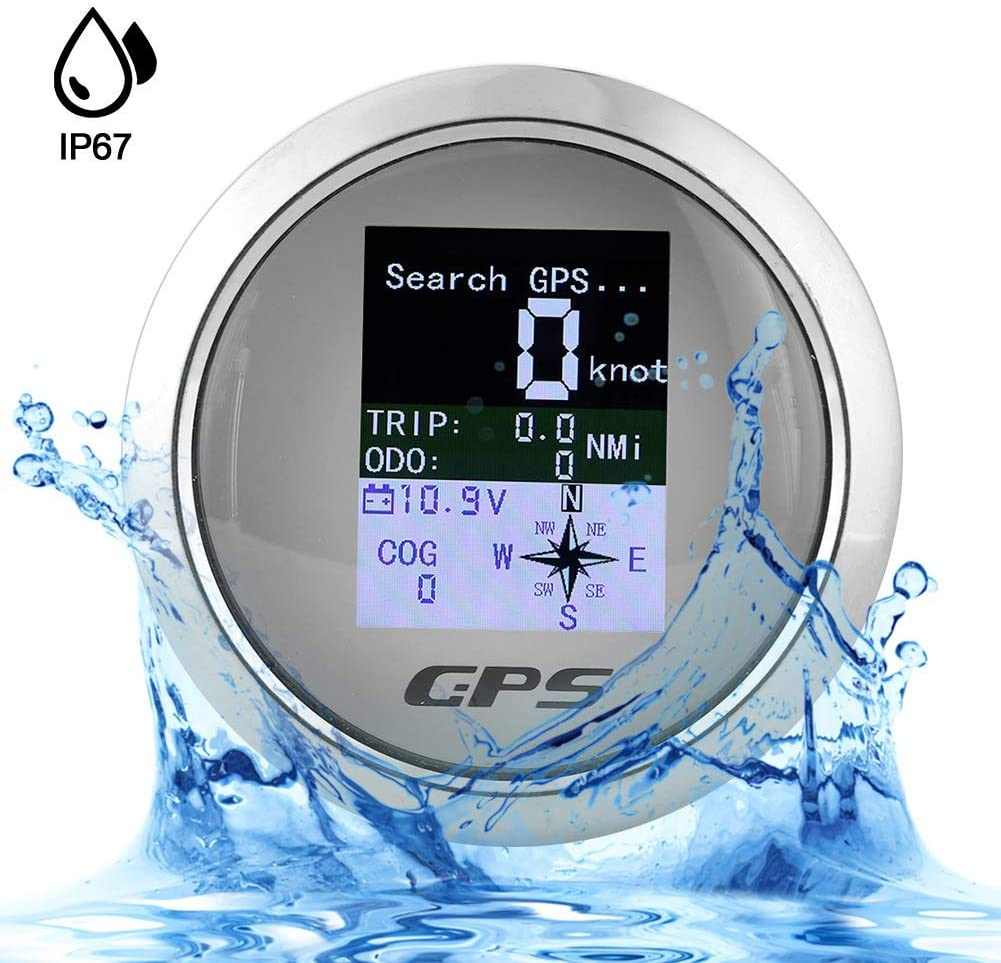 IP67
Search GPS...
0 knot
TRIP: 0.0 NMi
ODO: 0
10.9V N
NW NE
COG W E
0 SW SE
S
GPS